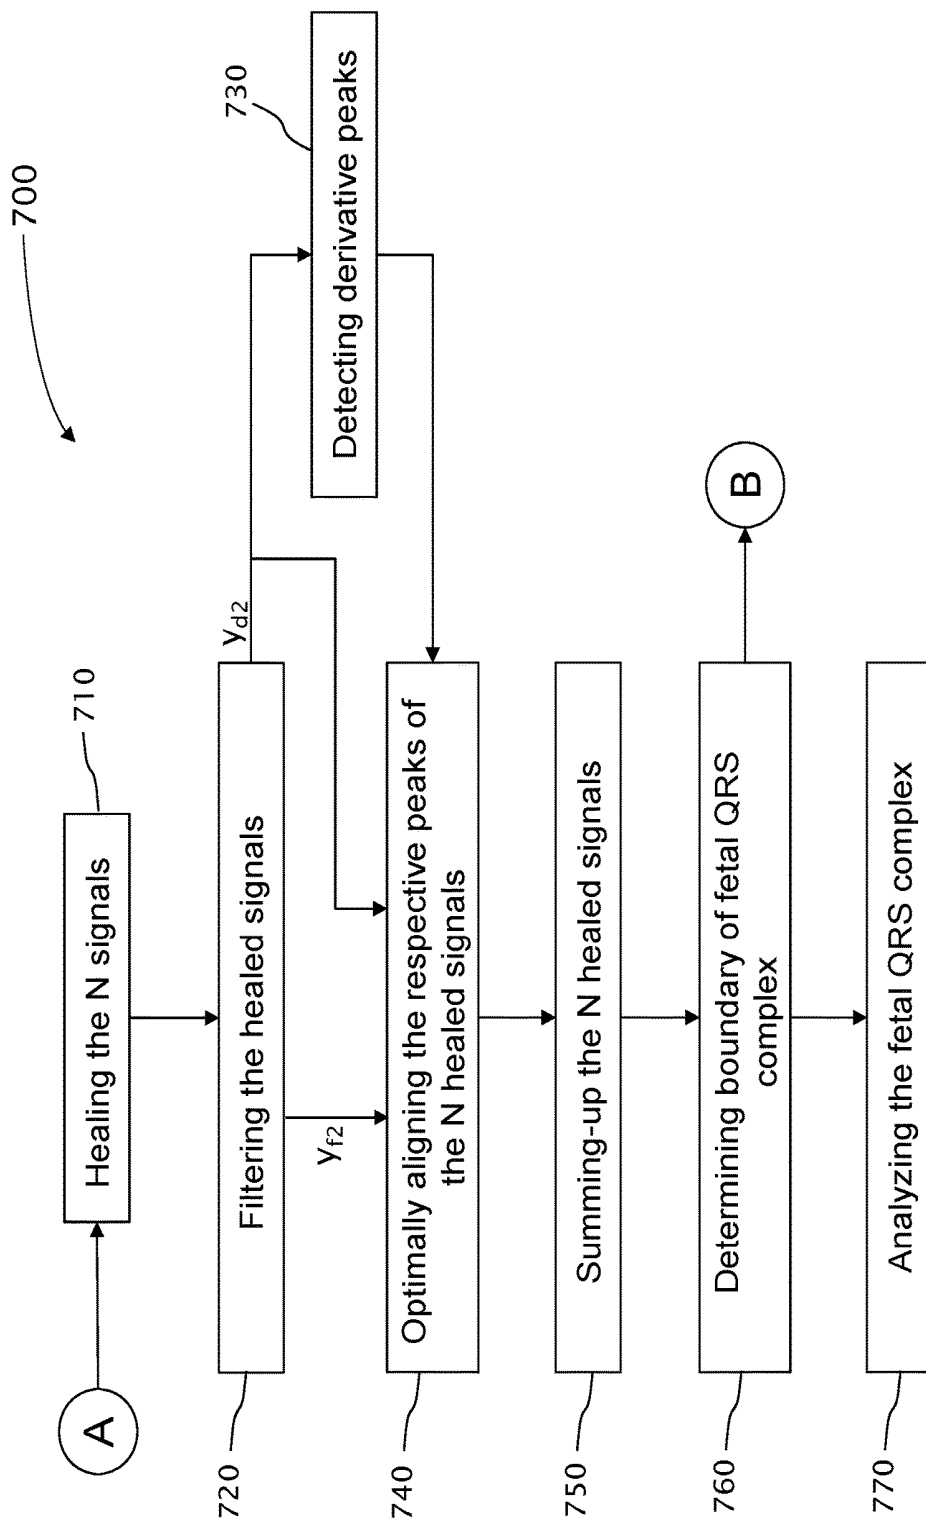 700
A
Healing the N signals
710
720
Filtering the healed signals
y_d2
730
Detecting derivative peaks
y_f2
740
Optimally aligning the respective peaks of
the N healed signals
750
Summing-up the N healed signals
760
Determining boundary of fetal QRS
complex
B
770
Analyzing the fetal QRS complex